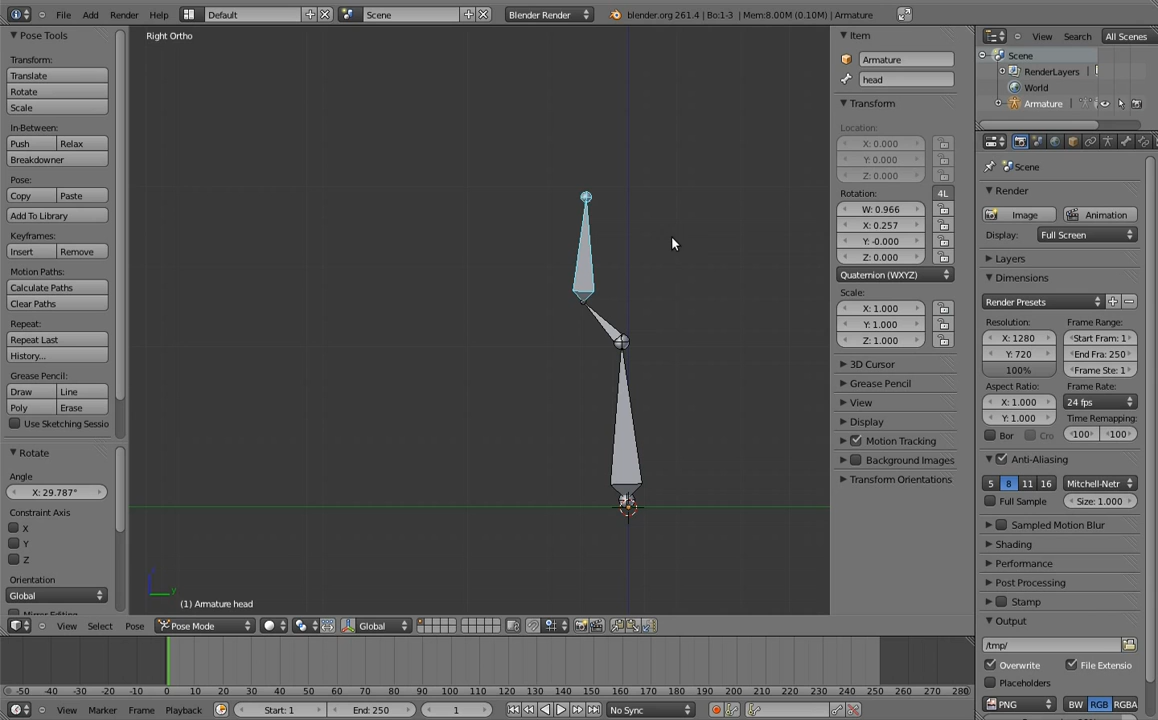 File Add Render Help Default Scene Blender Render blender.org 261.4 | Bo:1-3 | Mem:8.00M (0.10M) | Armature
Pose Tools
Transform:
Translate
Rotate
Scale
In-Between:
Push Relax
Breakdowner
Pose:
Copy Paste
Add To Library
Keyframes:
Insert Remove
Motion Paths:
Calculate Paths
Clear Paths
Repeat:
Repeat Last
History...
Grease Pencil:
Draw Line
Poly Erase
Use Sketching Sessio
Rotate
Angle
X: 29.787°
Constraint Axis
X
Y
Z
Orientation
Global
Right Ortho
y
(1) Armature head
Item
Armature
head
Transform
Location:
X: 0.000
Y: 0.000
Z: 0.000
Rotation: 4L
W: 0.966
X: 0.257
Y: -0.000
Z: 0.000
Quaternion (WXYZ)
Scale:
X: 1.000
Y: 1.000
Z: 1.000
3D Cursor
Grease Pencil
View
Display
Motion Tracking
Background Images
Transform Orientations
View Search All Scenes
Scene
RenderLayers
World
Armature
Scene
Render
Image Animation
Display: Full Screen
Layers
Dimensions
Render Presets
Resolution: Frame Range:
X: 1280 Start Fram: 1
Y: 720 End Fra: 250
100% Frame Ste: 1
Aspect Ratio: Frame Rate:
X: 1.000 24 fps
Y: 1.000 Time Remapping:
Bor Cro 100 100
Anti-Aliasing
5 8 11 16 Mitchell-Netr
Full Sample Size: 1.000
Sampled Motion Blur
Shading
Performance
Post Processing
Stamp
Output
/tmp/
Overwrite File Extensio
Placeholders
PNG BW RGB RGBA
View Select Pose Pose Mode Global
-50 -40 -30 -20 -10 0 10 20 30 40 50 60 70 80 90 100 110 120 130 140 150 160 170 180 190 200 210 220 230 240 250 260 270 280
View Marker Frame Playback Start: 1 End: 250 1 No Sync